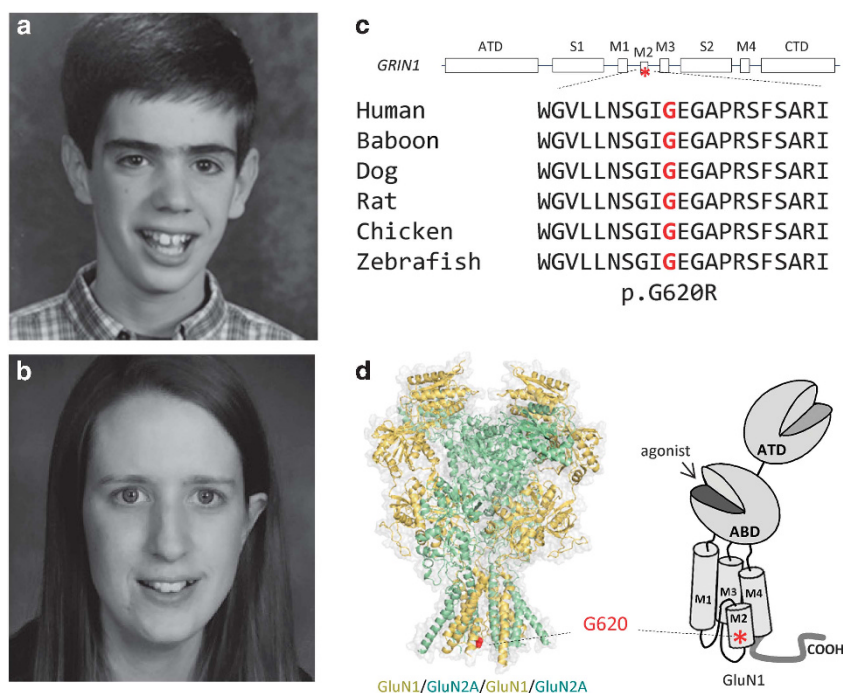 a
b
c
ATD S1 M1 M2 M3 S2 M4 CTD
GRIN1
*
Human WGVLLNSGIGEGAPRSFSARI
Baboon WGVLLNSGIGEGAPRSFSARI
Dog WGVLLNSGIGEGAPRSFSARI
Rat WGVLLNSGIGEGAPRSFSARI
Chicken WGVLLNSGIGEGAPRSFSARI
Zebrafish WGVLLNSGIGEGAPRSFSARI
p.G620R
d
ATD
agonist
ABD
M1 M3 M4
M2
G620
*
COOH
GluN1
GluN1/GluN2A/GluN1/GluN2A